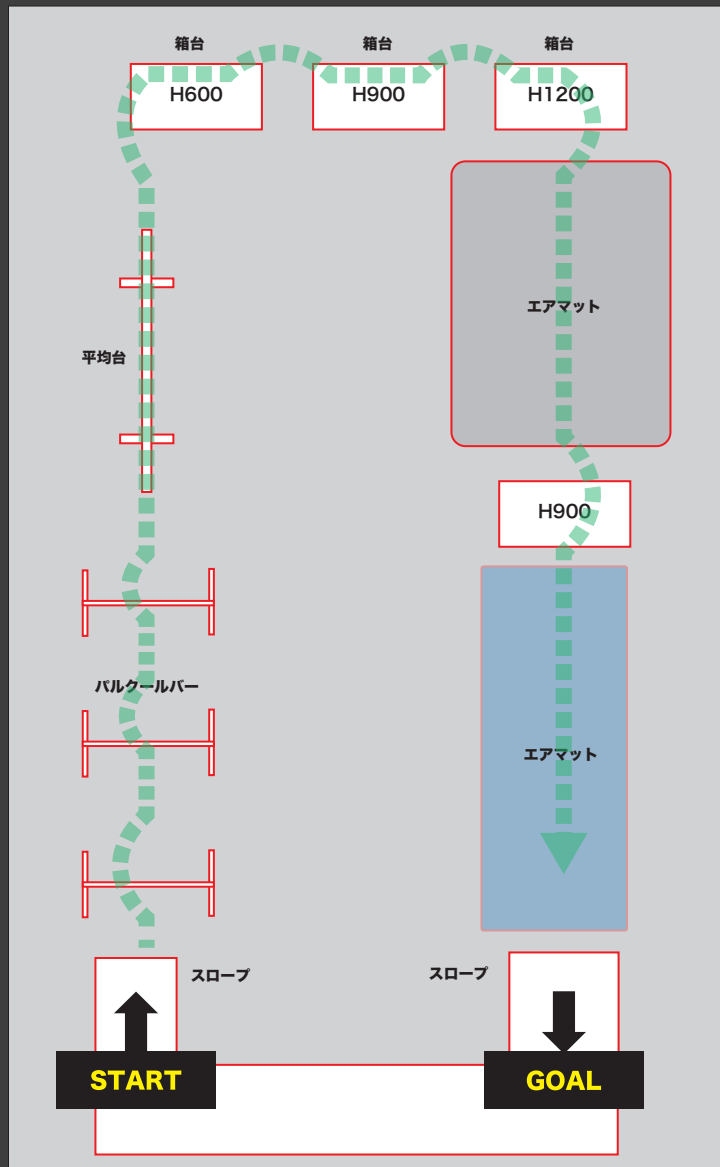 箱台
箱台
箱台
H600
H900
H1200
エアマット
平均台
H900
パルクールバー
エアマット
スロープ
スロープ
START
GOAL